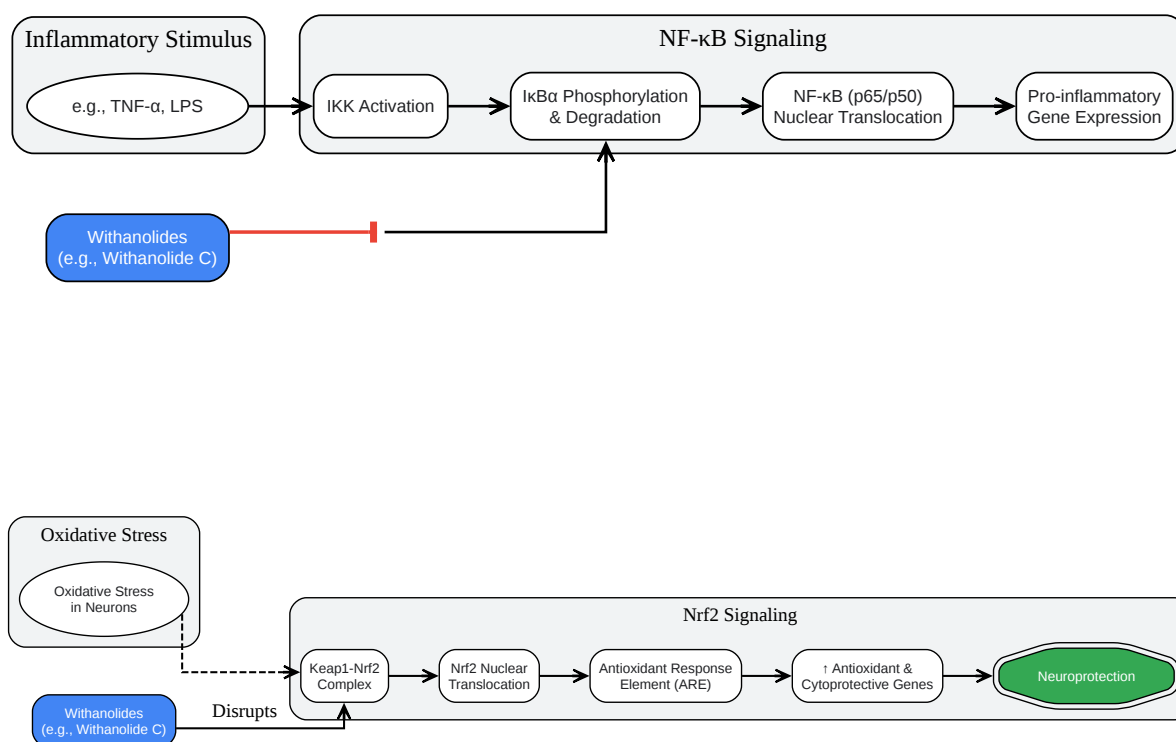 Inflammatory Stimulus
NF-κB Signaling
e.g., TNF-α, LPS
IKK Activation
IκBα Phosphorylation
& Degradation
NF-κB (p65/p50)
Nuclear Translocation
Pro-inflammatory
Gene Expression
Withanolides
(e.g., Withanolide C)
Oxidative Stress
Oxidative Stress
in Neurons
Nrf2 Signaling
Keap1-Nrf2
Complex
Nrf2 Nuclear
Translocation
Antioxidant Response
Element (ARE)
↑ Antioxidant &
Cytoprotective Genes
Neuroprotection
Withanolides
(e.g., Withanolide C)
Disrupts